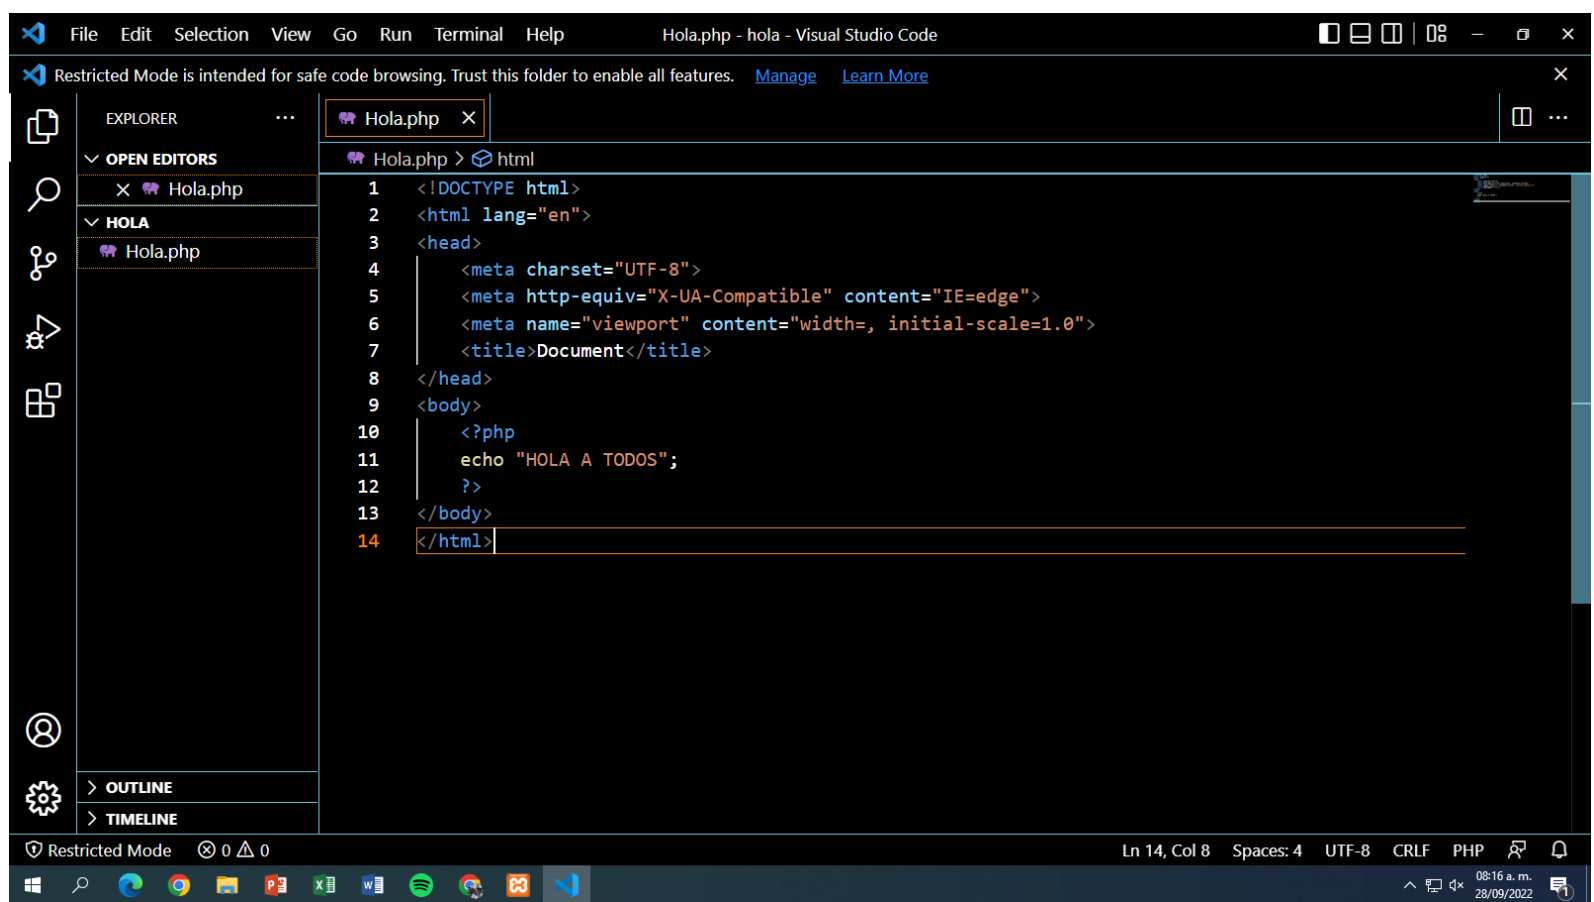 File Edit Selection View Go Run Terminal Help Hola.php - hola - Visual Studio Code
Restricted Mode is intended for safe code browsing. Trust this folder to enable all features. Manage Learn More
EXPLORER
OPEN EDITORS
Hola.php
HOLA
Hola.php
OUTLINE
TIMELINE
Hola.php
Hola.php > html
1 <!DOCTYPE html>
2 <html lang="en">
3 <head>
4 <meta charset="UTF-8">
5 <meta http-equiv="X-UA-Compatible" content="IE=edge">
6 <meta name="viewport" content="width=, initial-scale=1.0">
7 <title>Document</title>
8 </head>
9 <body>
10 <?php
11 echo "HOLA A TODOS";
12 ?>
13 </body>
14 </html>
Restricted Mode 0 0 Ln 14, Col 8 Spaces: 4 UTF-8 CRLF PHP
08:16 a. m.
28/09/2022
1